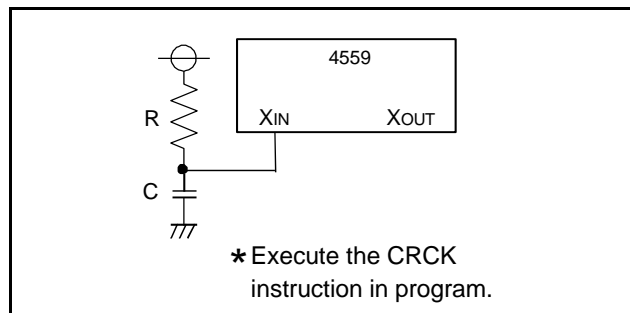 4559
R
XIN XOUT
C
* Execute the CRCK
instruction in program.